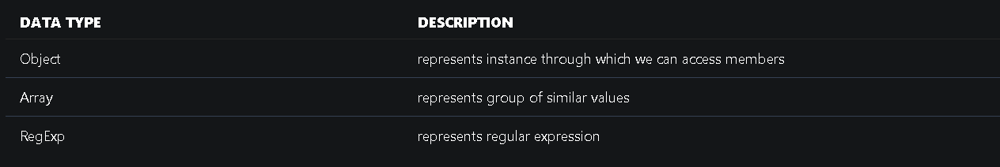 DATA TYPE DESCRIPTION
Object represents instance through which we can access members
Array represents group of similar values
RegExp represents regular expression